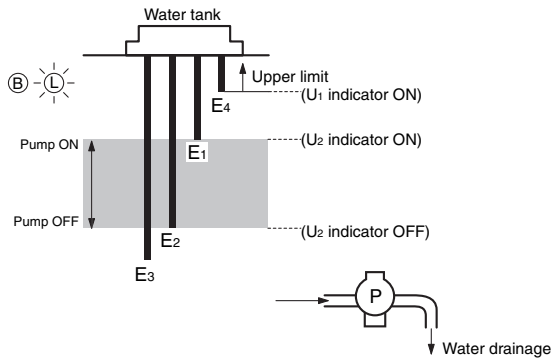 Water tank
B
L
Upper limit
(U1 indicator ON)
E4
Pump ON
(U2 indicator ON)
E1
Pump OFF
E2
(U2 indicator OFF)
E3
P
Water drainage